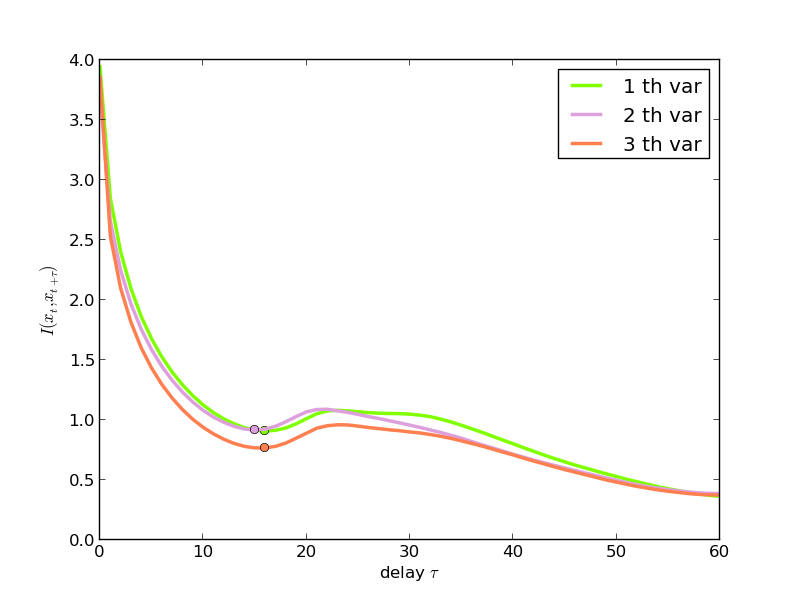 4.0
3.5
3.0
2.5
2.0
1.5
1.0
0.5
0.0
I(x_t, x_{t+τ})
1 th var
2 th var
3 th var
0 10 20 30 40 50 60
delay τ